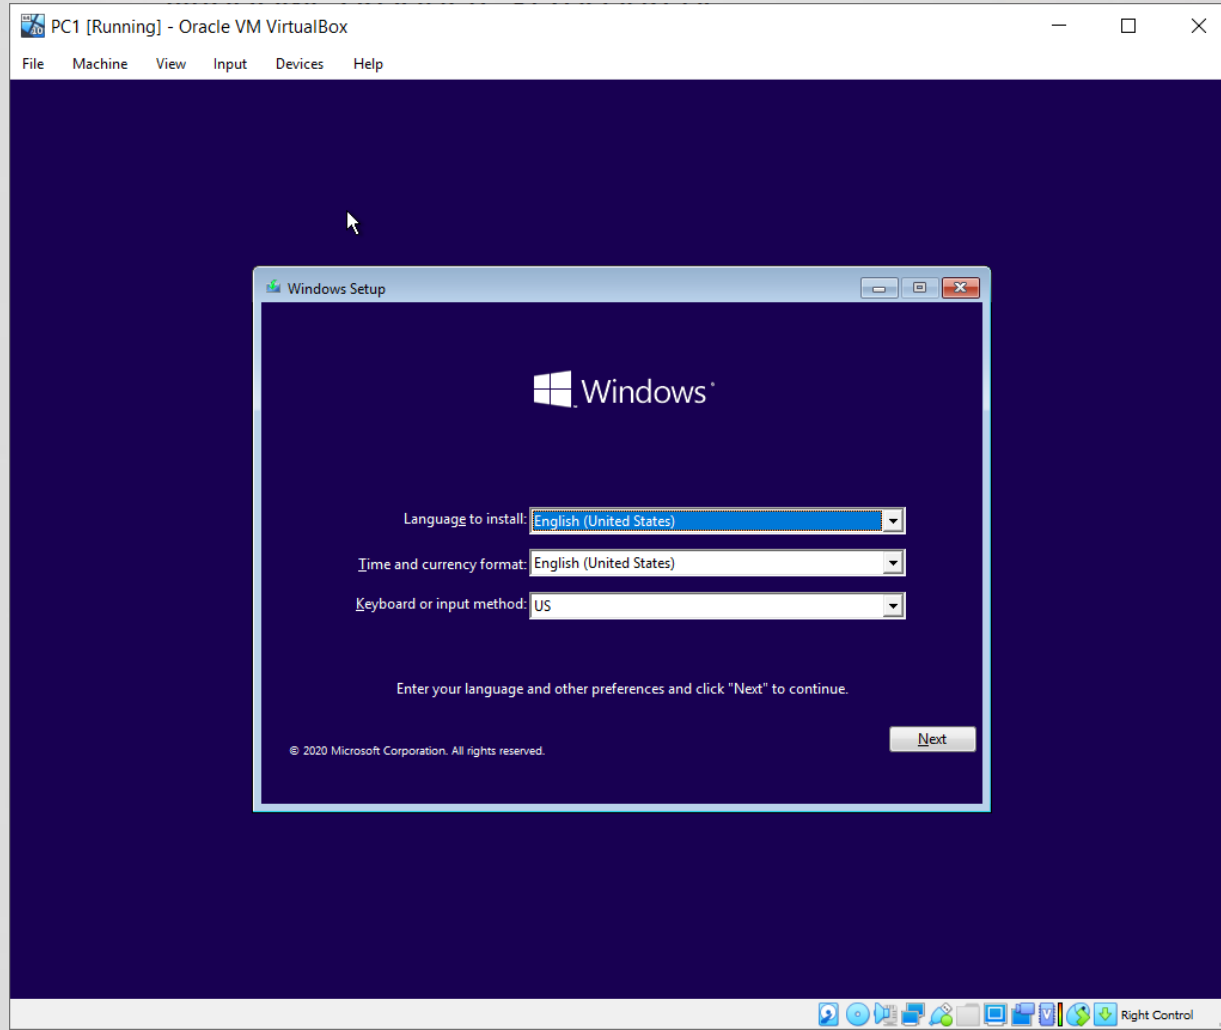 PC1 [Running] - Oracle VM VirtualBox
File Machine View Input Devices Help
Windows Setup
Windows
Language to install: English (United States)
Time and currency format: English (United States)
Keyboard or input method: US
Enter your language and other preferences and click "Next" to continue.
Next
© 2020 Microsoft Corporation. All rights reserved.
Right Control